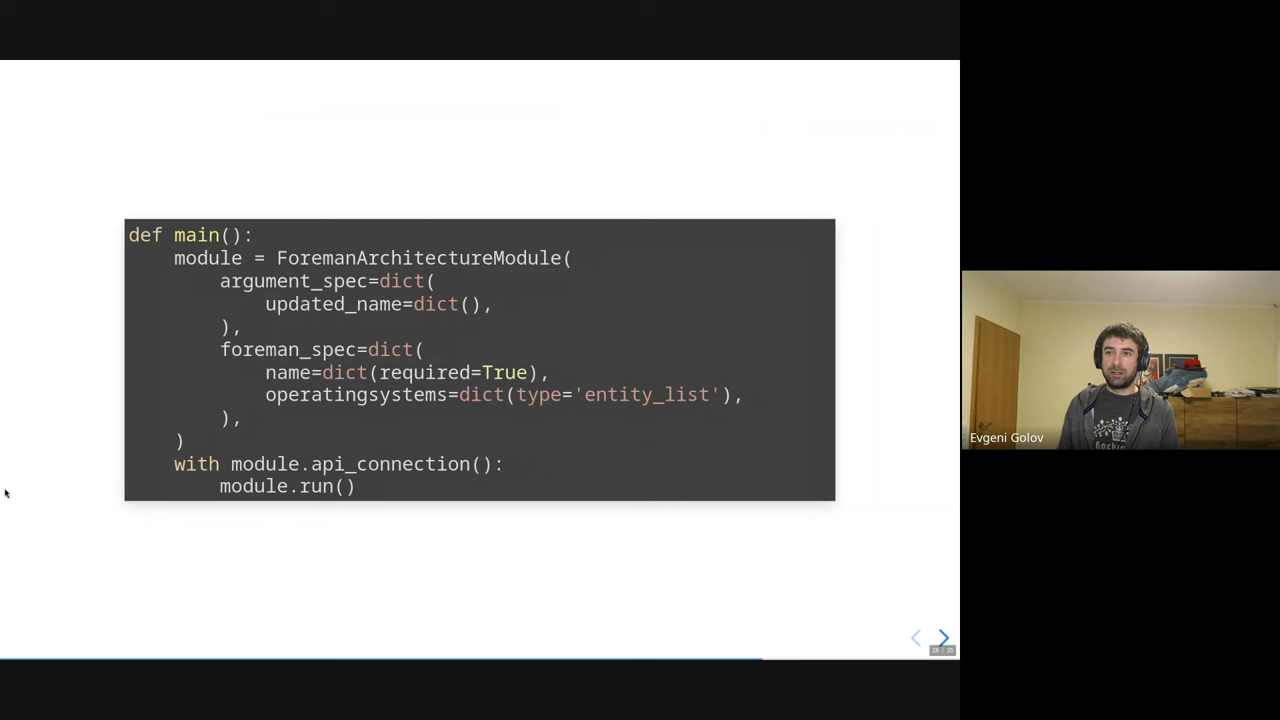 def main():
    module = ForemanArchitectureModule(
        argument_spec=dict(
            updated_name=dict(),
        ),
        foreman_spec=dict(
            name=dict(required=True),
            operatingsystems=dict(type='entity_list'),
        ),
    )
    with module.api_connection():
        module.run()
Evgeni Golov